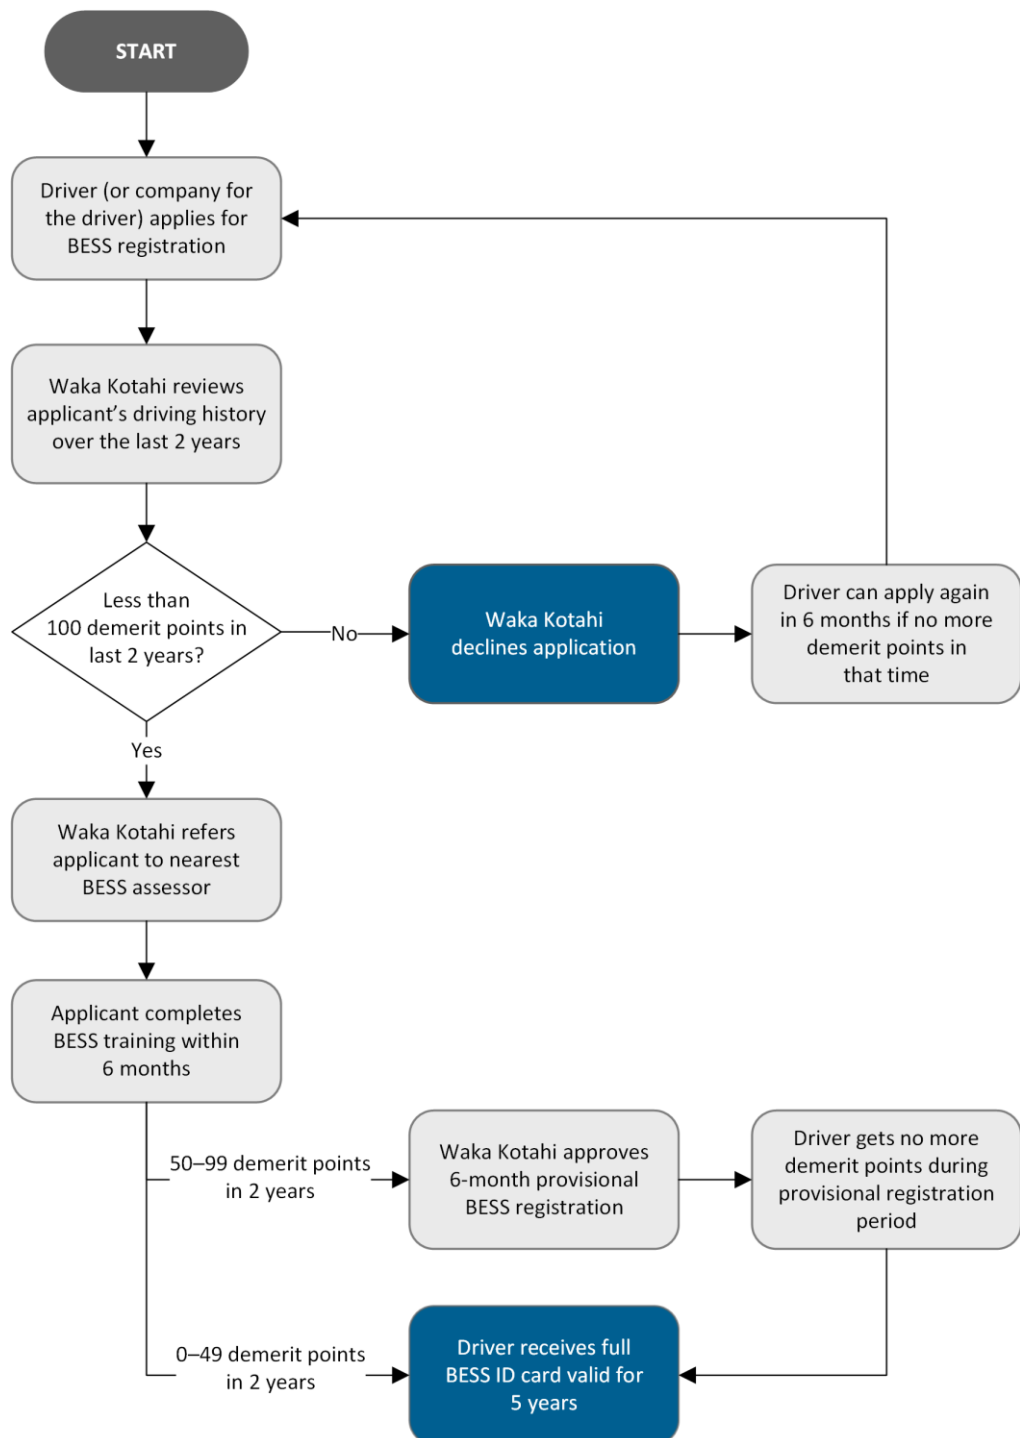 START
Driver (or company for
the driver) applies for
BESS registration
Waka Kotahi reviews
applicant’s driving history
over the last 2 years
Less than
100 demerit points in
last 2 years?
No
Waka Kotahi
declines application
Driver can apply again
in 6 months if no more
demerit points in
that time
Yes
Waka Kotahi refers
applicant to nearest
BESS assessor
Applicant completes
BESS training within
6 months
50–99 demerit points
in 2 years
Waka Kotahi approves
6-month provisional
BESS registration
Driver gets no more
demerit points during
provisional registration
period
0–49 demerit points
in 2 years
Driver receives full
BESS ID card valid for
5 years